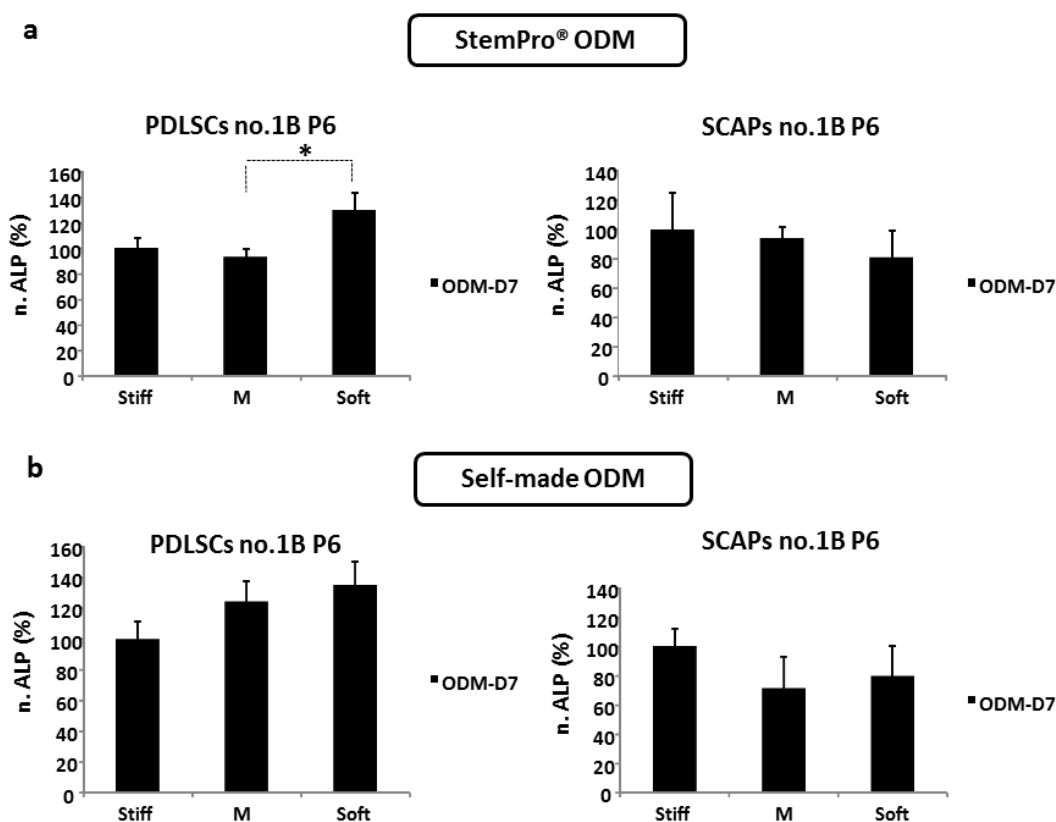 a
StemPro® ODM
PDLSCs no.1B P6
*
160
140
120
100
80
60
40
20
0
n. ALP (%)
Stiff M Soft
ODM-D7
SCAPs no.1B P6
140
120
100
80
60
40
20
0
n. ALP (%)
Stiff M Soft
ODM-D7
b
Self-made ODM
PDLSCs no.1B P6
160
140
120
100
80
60
40
20
0
n. ALP (%)
Stiff M Soft
ODM-D7
SCAPs no.1B P6
140
120
100
80
60
40
20
0
n. ALP (%)
Stiff M Soft
ODM-D7